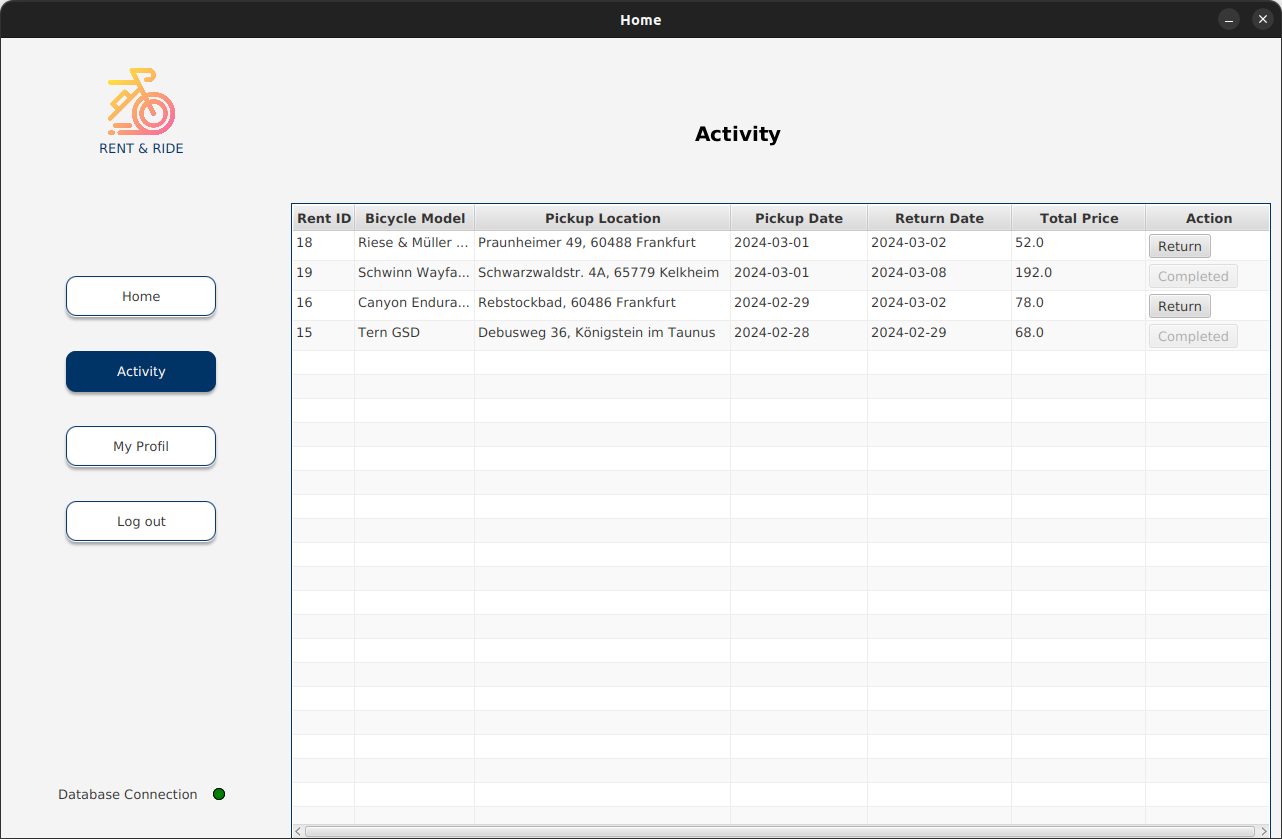 Home
RENT & RIDE
Activity
Home
Activity
My Profil
Log out
Database Connection
Rent ID Bicycle Model Pickup Location Pickup Date Return Date Total Price Action
18 Riese & Müller ... Praunheimer 49, 60488 Frankfurt 2024-03-01 2024-03-02 52.0 Return
19 Schwinn Wayfa... Schwarzwaldstr. 4A, 65779 Kelkheim 2024-03-01 2024-03-08 192.0 Completed
16 Canyon Endura... Rebstockbad, 60486 Frankfurt 2024-02-29 2024-03-02 78.0 Return
15 Tern GSD Debusweg 36, Königstein im Taunus 2024-02-28 2024-02-29 68.0 Completed